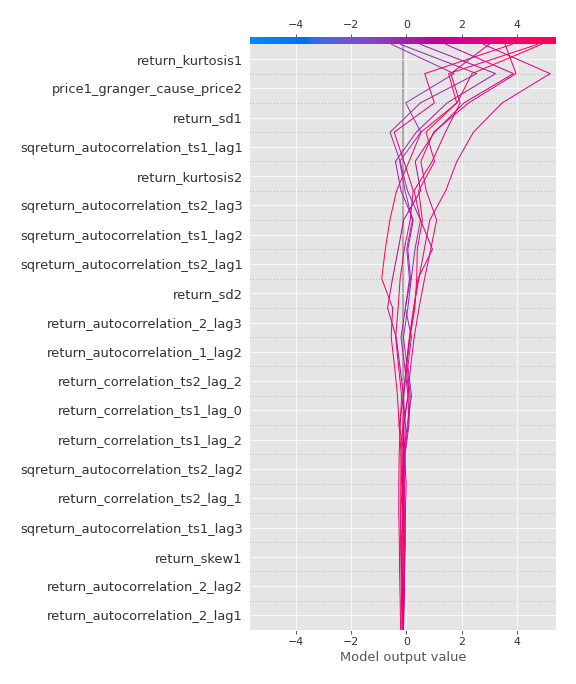 −4 −2 0 2 4
return_kurtosis1
price1_granger_cause_price2
return_sd1
sqreturn_autocorrelation_ts1_lag1
return_kurtosis2
sqreturn_autocorrelation_ts2_lag3
sqreturn_autocorrelation_ts1_lag2
sqreturn_autocorrelation_ts2_lag1
return_sd2
return_autocorrelation_2_lag3
return_autocorrelation_1_lag2
return_correlation_ts2_lag_2
return_correlation_ts1_lag_0
return_correlation_ts1_lag_2
sqreturn_autocorrelation_ts2_lag2
return_correlation_ts2_lag_1
sqreturn_autocorrelation_ts1_lag3
return_skew1
return_autocorrelation_2_lag2
return_autocorrelation_2_lag1
−4 −2 0 2 4
Model output value